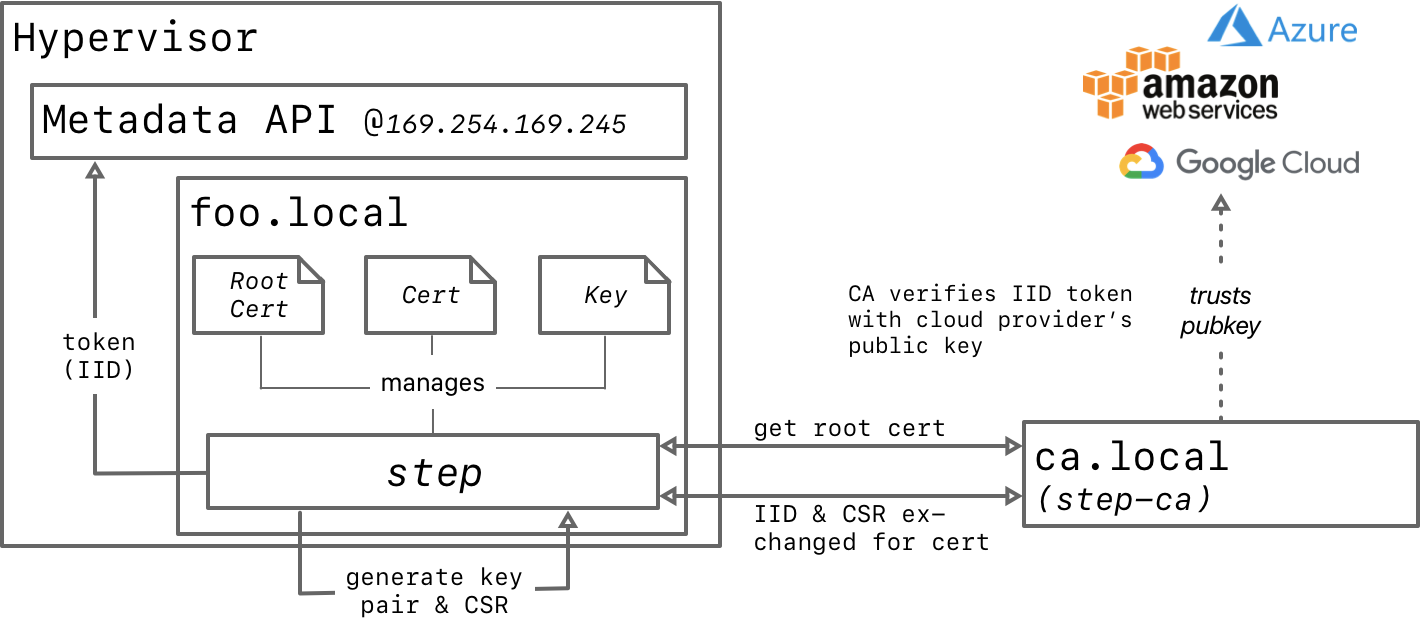 Hypervisor
Metadata API @169.254.169.245
foo.local
Root
Cert
Cert
Key
manages
token
(IID)
step
generate key
pair & CSR
get root cert
IID & CSR ex-
changed for cert
Azure
amazon
web services
Google Cloud
CA verifies IID token
with cloud provider's
public key
trusts
pubkey
ca.local
(step-ca)